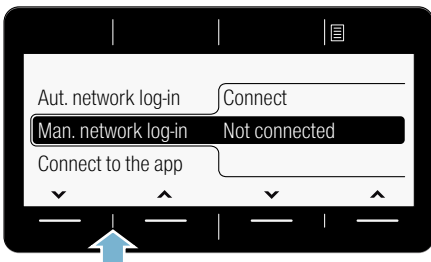 Aut. network log-in Connect
Man. network log-in Not connected
Connect to the app